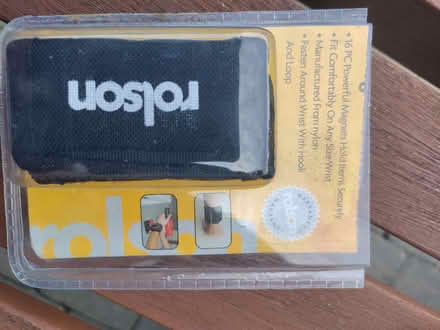 rolson
• 16 PC Powerful Magnets Hold Items Securely
• Fit Comfortably On Any Size Wrist
• Manufactured From nylon
• Fasten Around Wrist With Hook
And Loop
rolson
rolson